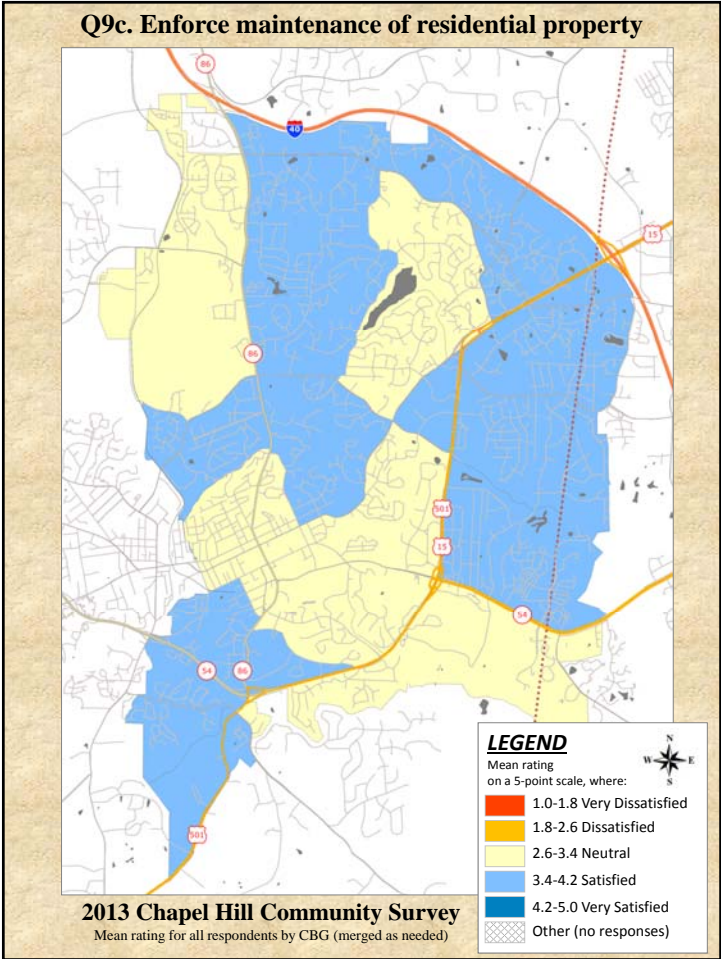 Q9c. Enforce maintenance of residential property
86
40
15
86
501
15
54
54
86
501
LEGEND
Mean rating
on a 5-point scale, where:
N
W
E
S
1.0-1.8 Very Dissatisfied
1.8-2.6 Dissatisfied
2.6-3.4 Neutral
3.4-4.2 Satisfied
4.2-5.0 Very Satisfied
Other (no responses)
2013 Chapel Hill Community Survey
Mean rating for all respondents by CBG (merged as needed)